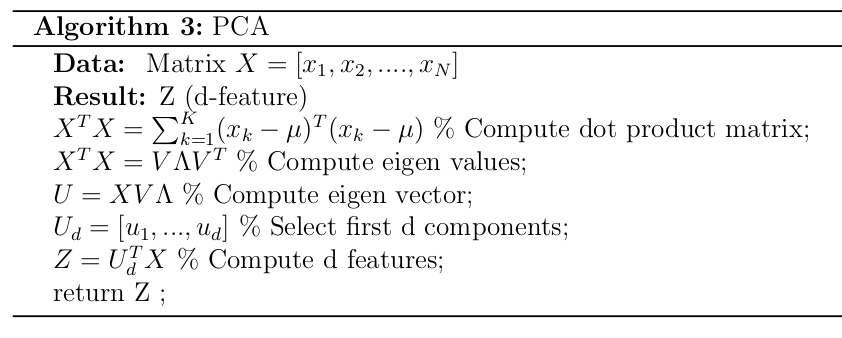 Algorithm 3: PCA
Data: Matrix $X = [x_1, x_2, ...., x_N]$
Result: Z (d-feature)
$X^T X = \sum_{k=1}^{K} (x_k - \mu)^T (x_k - \mu)$ % Compute dot product matrix;
$X^T X = V \Lambda V^T$ % Compute eigen values;
$U = X V \Lambda$ % Compute eigen vector;
$U_d = [u_1, ..., u_d]$ % Select first d components;
$Z = U_d^T X$ % Compute d features;
return Z ;